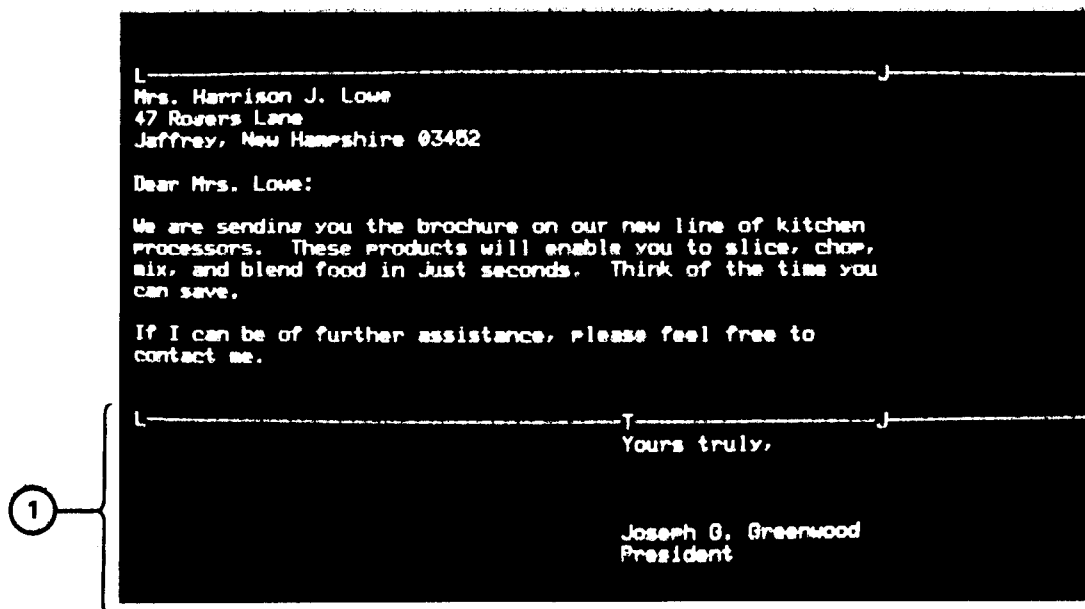 L J
Mrs. Harrison J. Lowe
47 Rogers Lane
Jaffrey, New Hampshire 03452
Dear Mrs. Lowe:
We are sending you the brochure on our new line of kitchen
processors.  These products will enable you to slice, chop,
mix, and blend food in just seconds.  Think of the time you
can save.
If I can be of further assistance, please feel free to
contact me.
L T J
Yours truly,
1
Joseph G. Greenwood
President